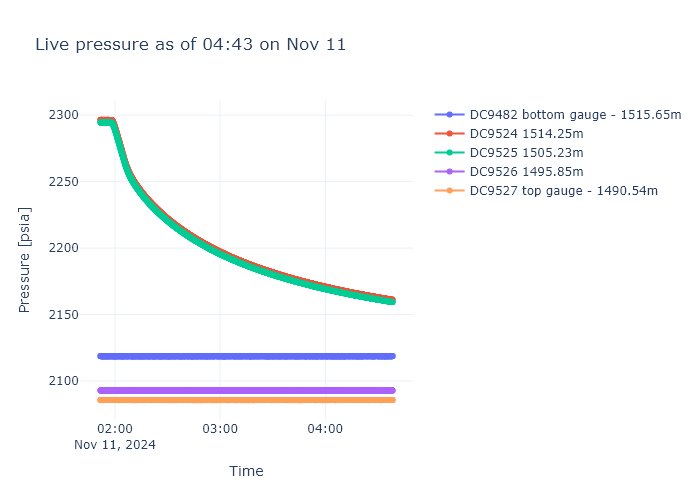 Live pressure as of 04:43 on Nov 11
2300
2250
2200
2150
2100
Pressure [psia]
02:00
Nov 11, 2024
03:00
04:00
Time
DC9482 bottom gauge - 1515.65m
DC9524 1514.25m
DC9525 1505.23m
DC9526 1495.85m
DC9527 top gauge - 1490.54m